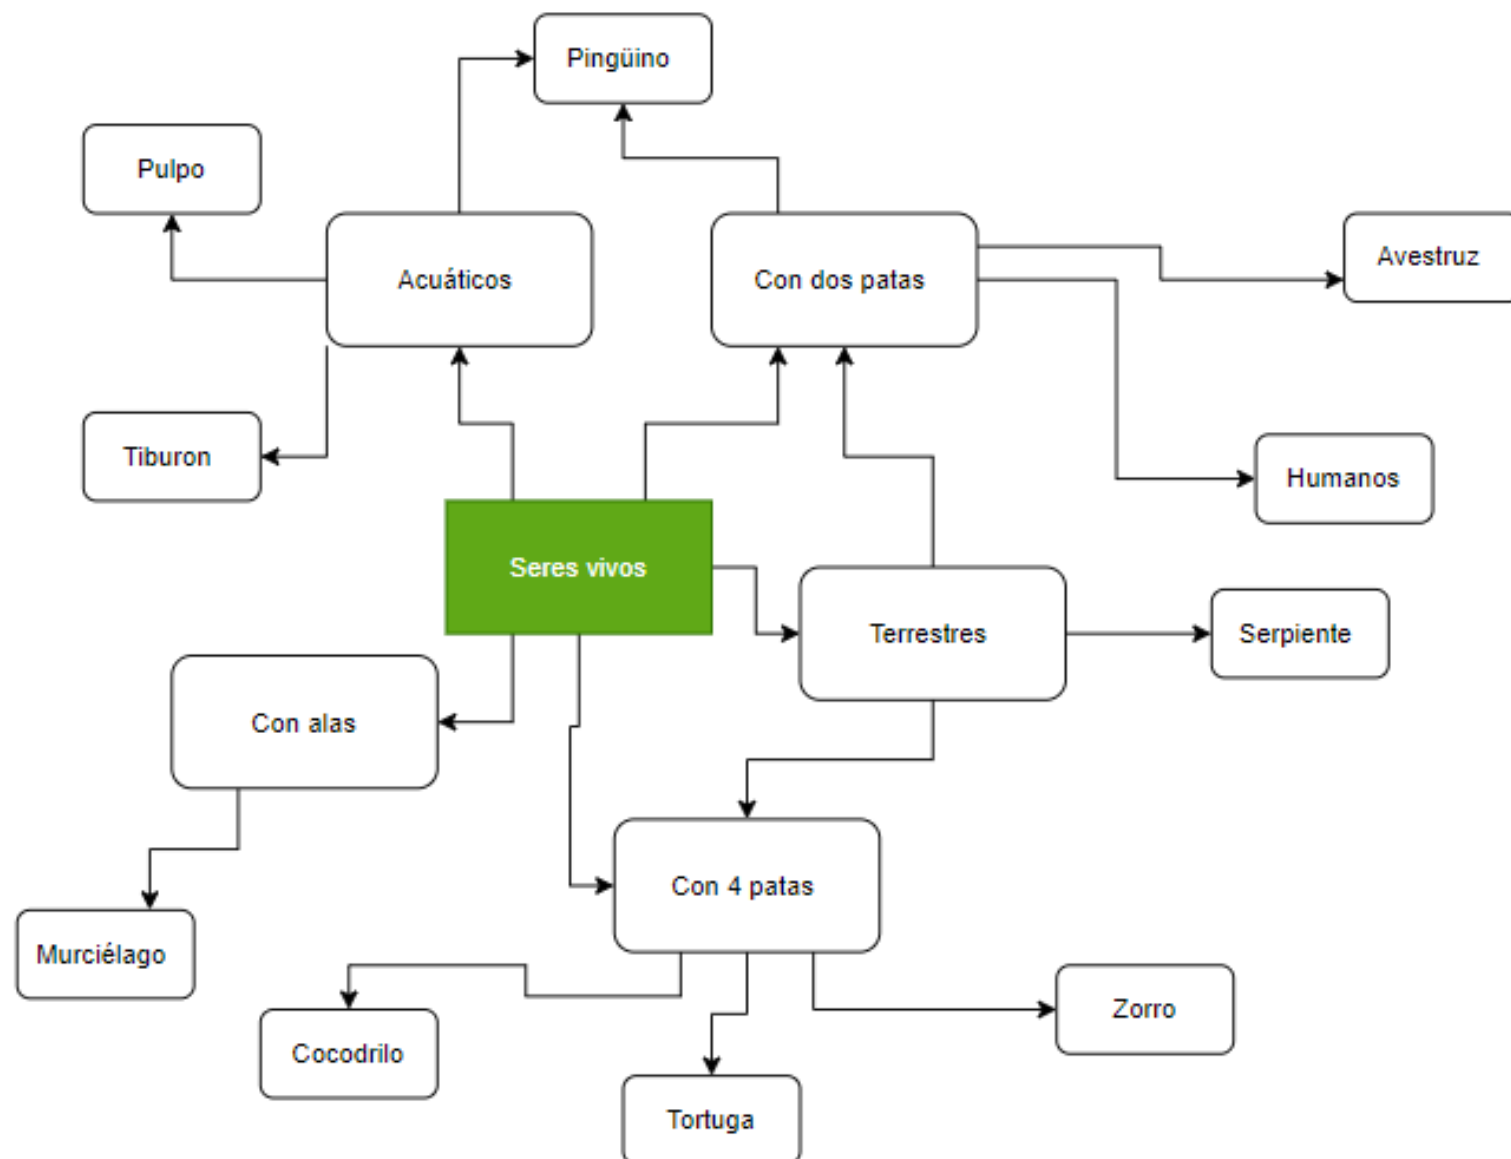 Pingüino
Pulpo
Acuáticos
Con dos patas
Avestruz
Tiburon
Humanos
Seres vivos
Terrestres
Serpiente
Con alas
Con 4 patas
Murciélago
Cocodrilo
Zorro
Tortuga